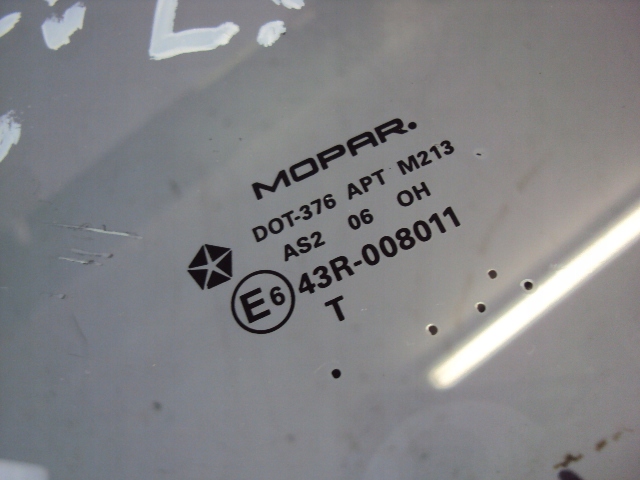 MOPAR.
DOT-376 APT M213
AS2 06 OH
E6 43R-008011
T